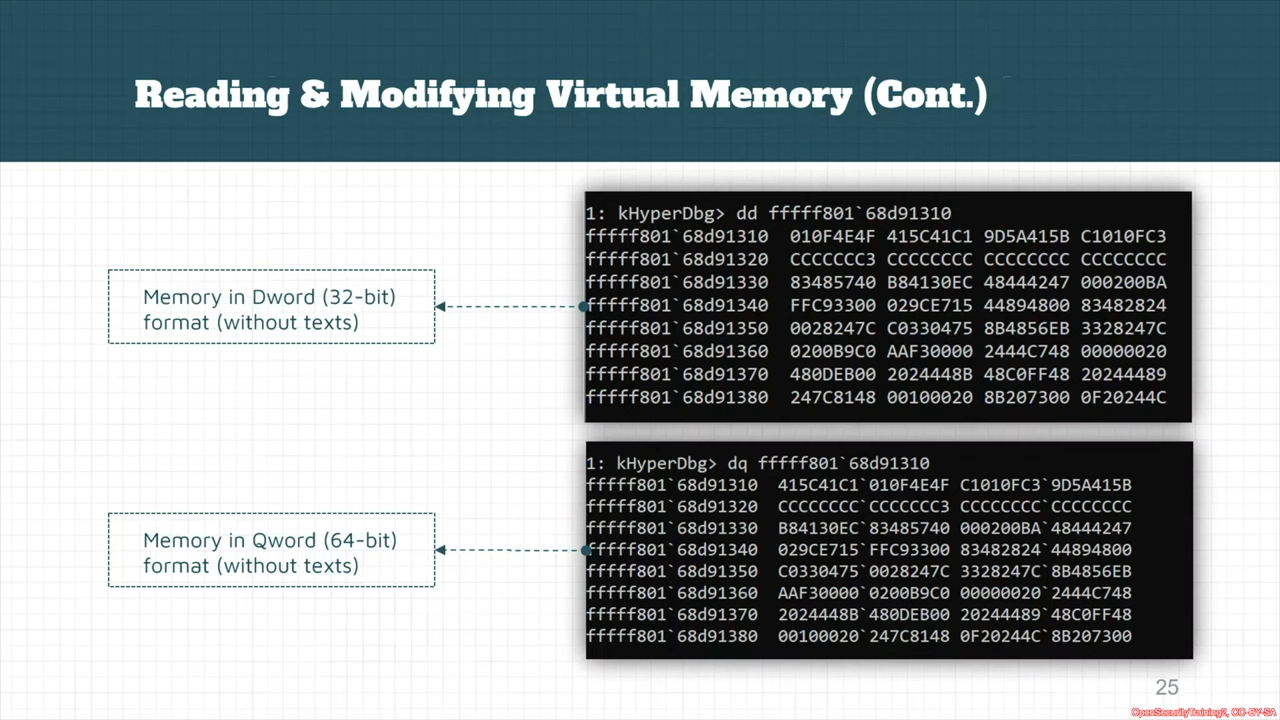 Reading & Modifying Virtual Memory (Cont.)
Memory in Dword (32-bit)
format (without texts)
1: kHyperDbg> dd fffff801`68d91310
fffff801`68d91310  010F4E4F 415C41C1 9D5A415B C1010FC3
fffff801`68d91320  CCCCCCC3 CCCCCCCC CCCCCCCC CCCCCCCC
fffff801`68d91330  83485740 B84130EC 48444247 000200BA
fffff801`68d91340  FFC93300 029CE715 44894800 83482824
fffff801`68d91350  0028247C C0330475 8B4856EB 3328247C
fffff801`68d91360  0200B9C0 AAF30000 2444C748 00000020
fffff801`68d91370  480DEB00 2024448B 48C0FF48 20244489
fffff801`68d91380  247C8148 00100020 8B207300 0F20244C
Memory in Qword (64-bit)
format (without texts)
1: kHyperDbg> dq fffff801`68d91310
fffff801`68d91310  415C41C1`010F4E4F C1010FC3`9D5A415B
fffff801`68d91320  CCCCCCCC`CCCCCCC3 CCCCCCCC`CCCCCCCC
fffff801`68d91330  B84130EC`83485740 000200BA`48444247
fffff801`68d91340  029CE715`FFC93300 83482824`44894800
fffff801`68d91350  C0330475`0028247C 3328247C`8B4856EB
fffff801`68d91360  AAF30000`0200B9C0 00000020`2444C748
fffff801`68d91370  2024448B`480DEB00 20244489`48C0FF48
fffff801`68d91380  00100020`247C8148 0F20244C`8B207300
25
OpenSecurityTraining2, CC-BY-SA